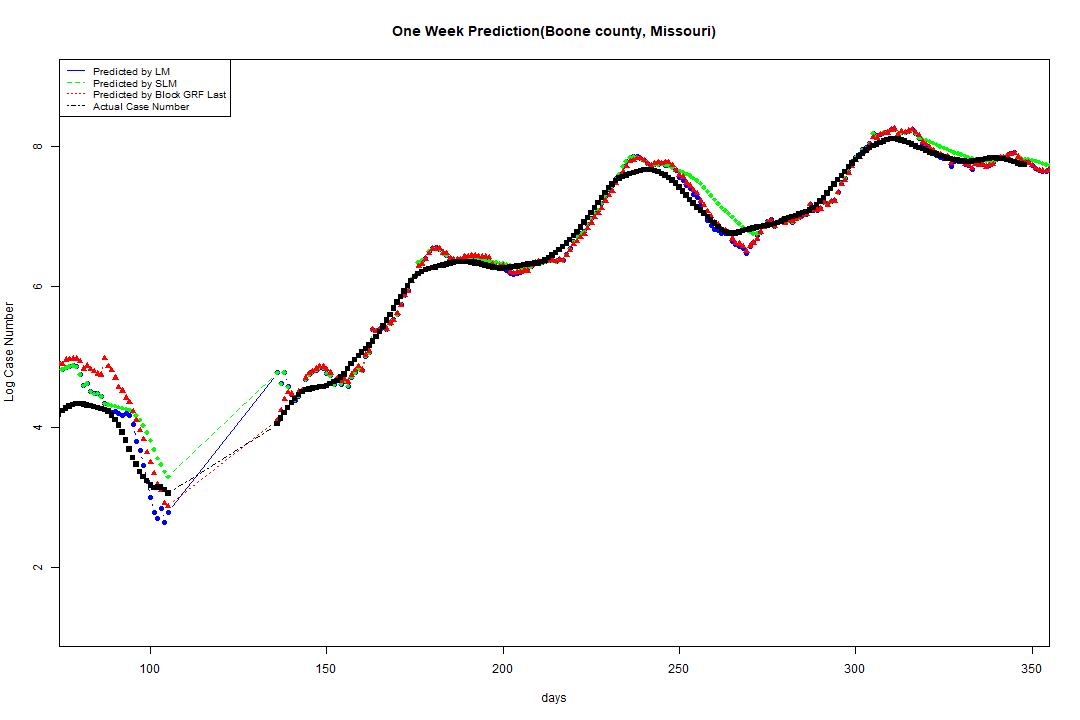 One Week Prediction(Boone county, Missouri)
Predicted by LM
Predicted by SLM
Predicted by Block GRF Last
Actual Case Number
Log Case Number
8
6
4
2
100 150 200 250 300 350
days